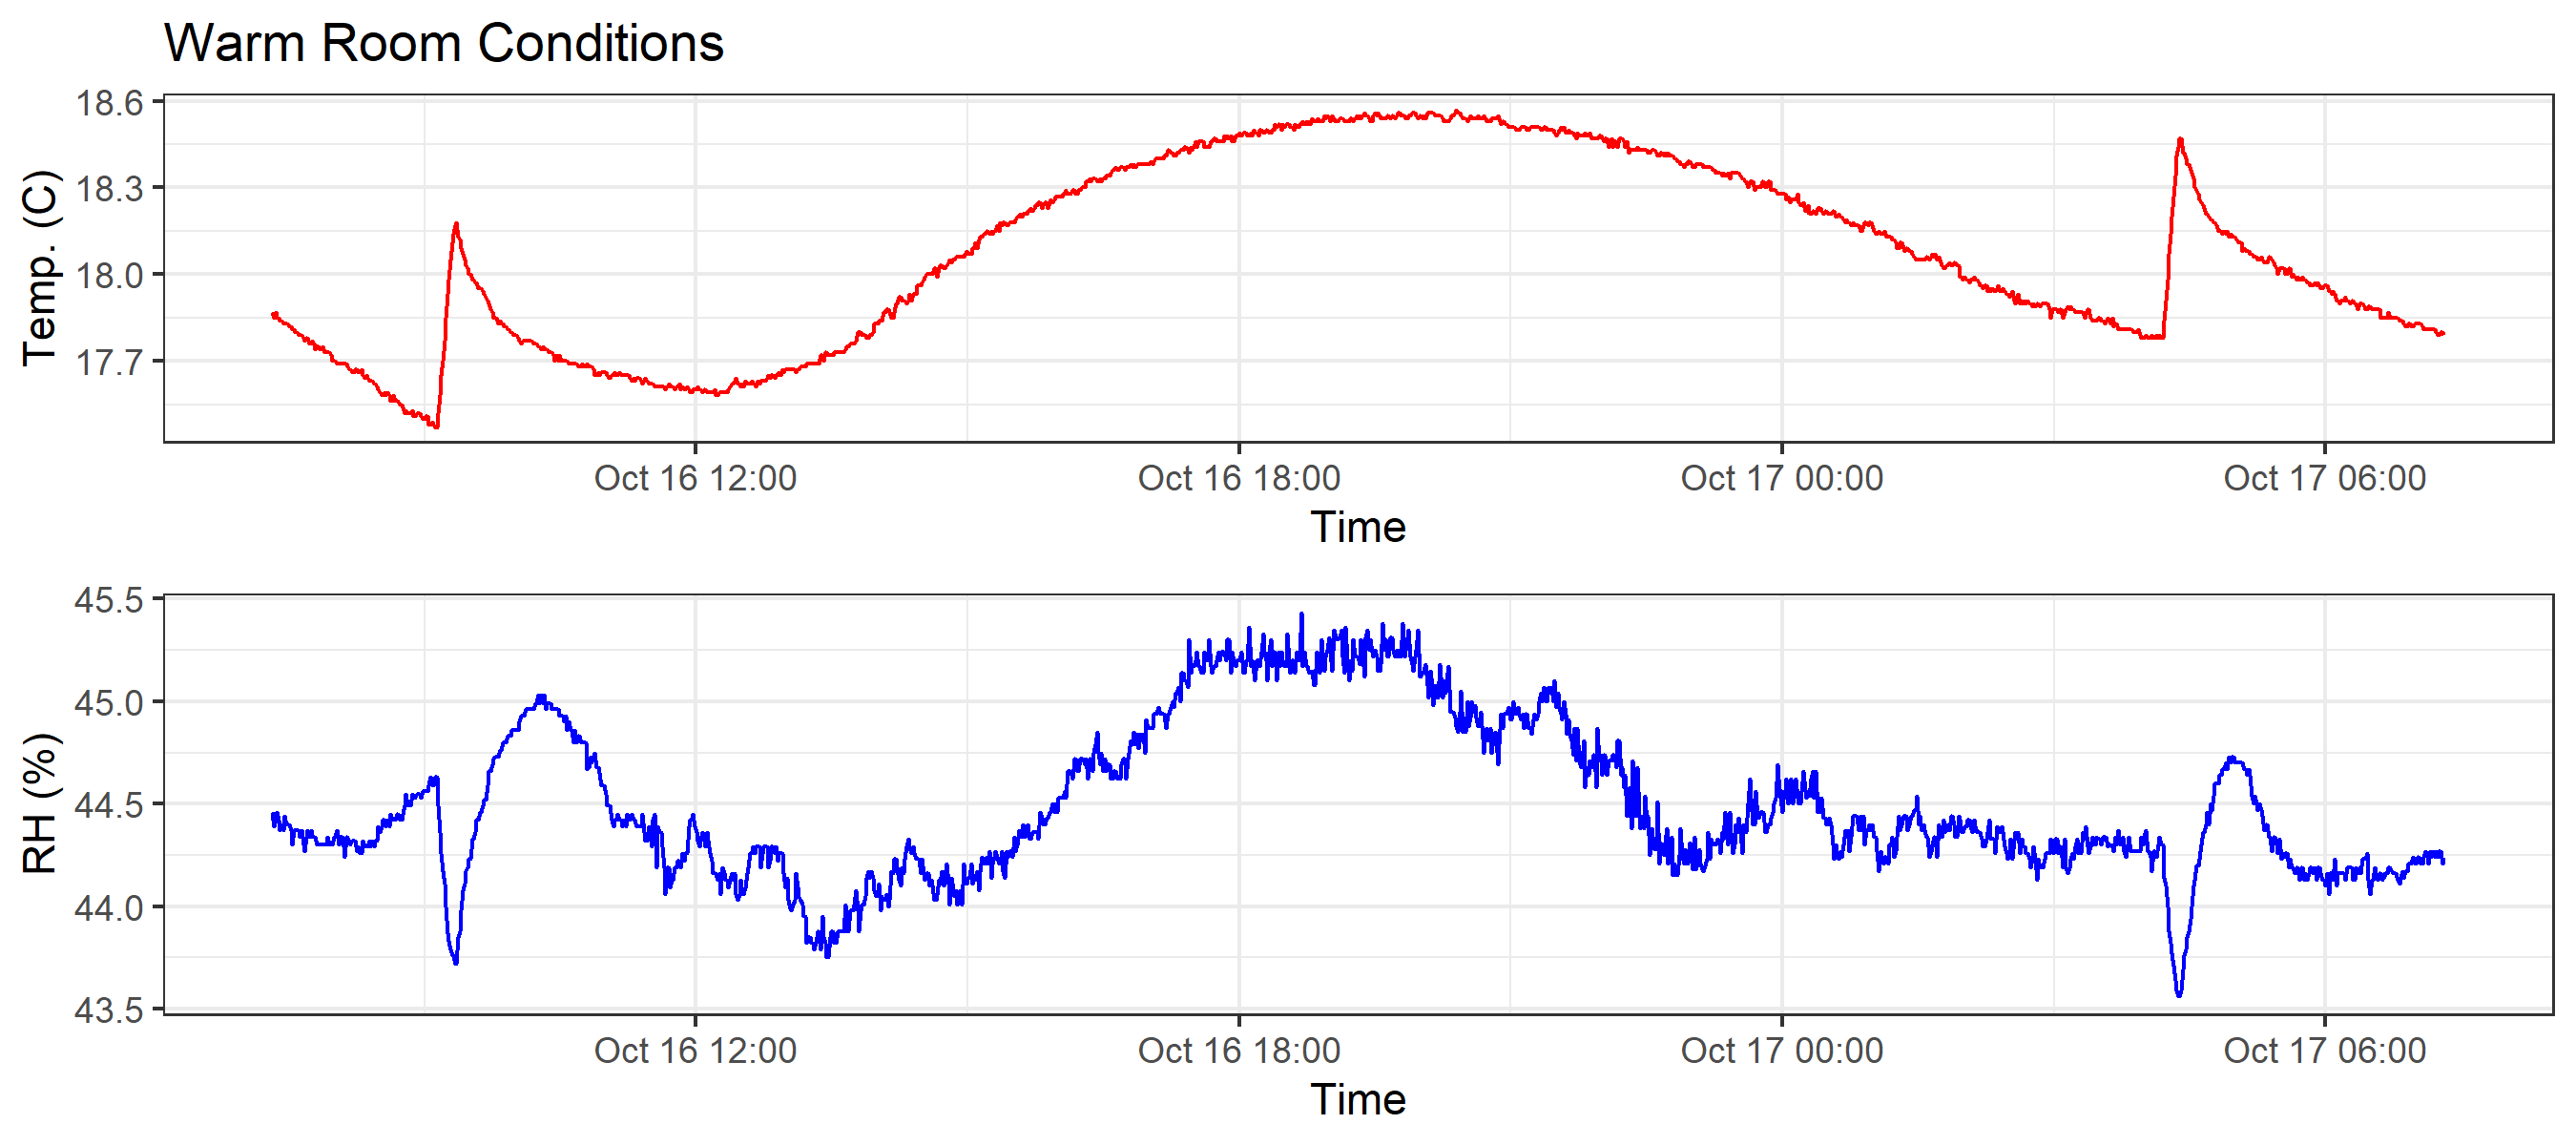 Warm Room Conditions
18.6
18.3
18.0
17.7
Temp. (C)
Oct 16 12:00 Oct 16 18:00 Oct 17 00:00 Oct 17 06:00
Time
45.5
45.0
44.5
44.0
43.5
RH (%)
Oct 16 12:00 Oct 16 18:00 Oct 17 00:00 Oct 17 06:00
Time